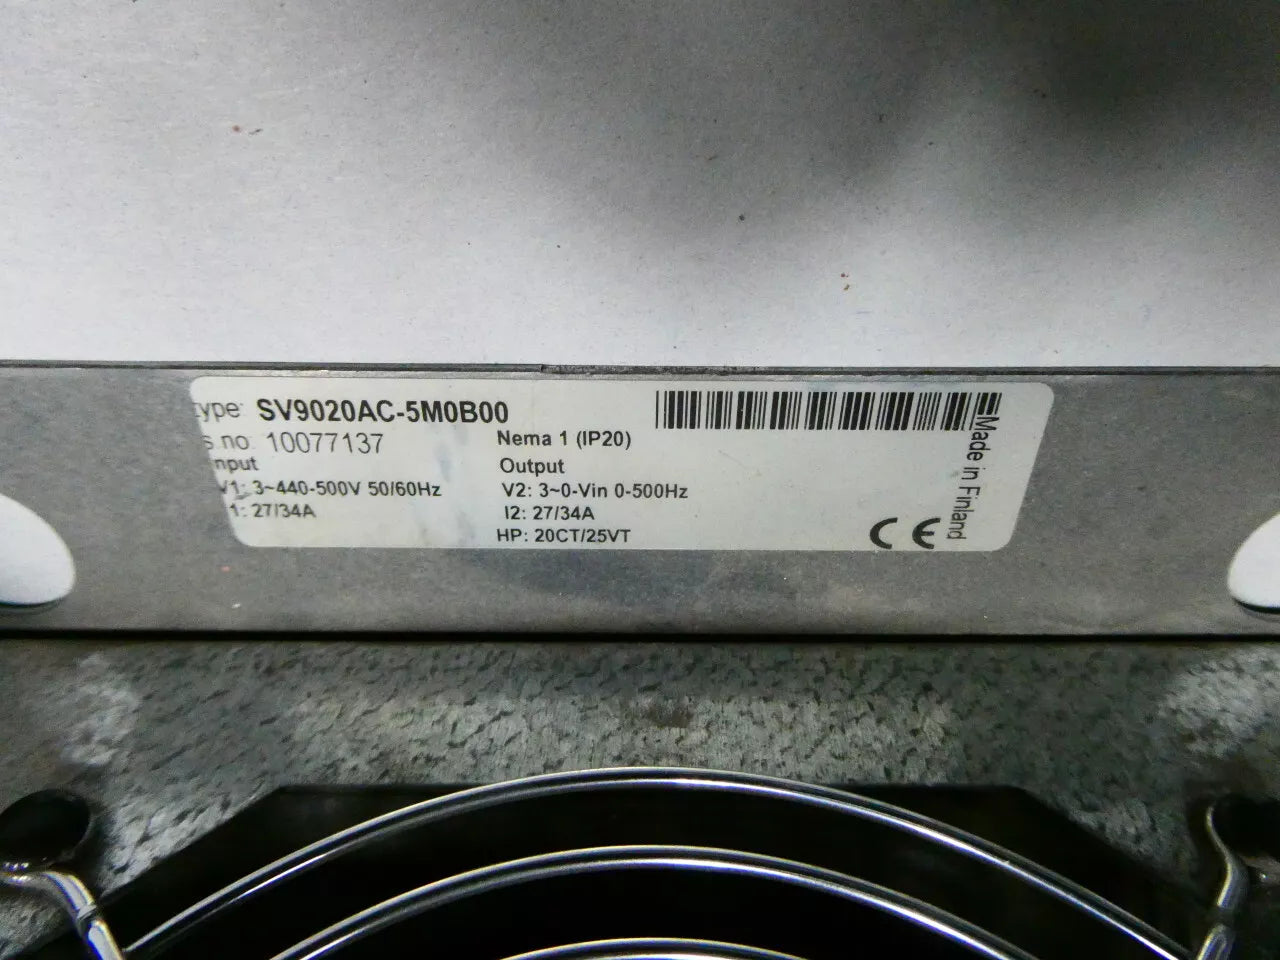 type: SV9020AC-5M0B00
s.no. 10077137
Nema 1 (IP20)
Input
Output
V1: 3~440-500V 50/60Hz
V2: 3~0-Vin 0-500Hz
1: 27/34A
I2: 27/34A
HP: 20CT/25VT
CE
Made in Finland